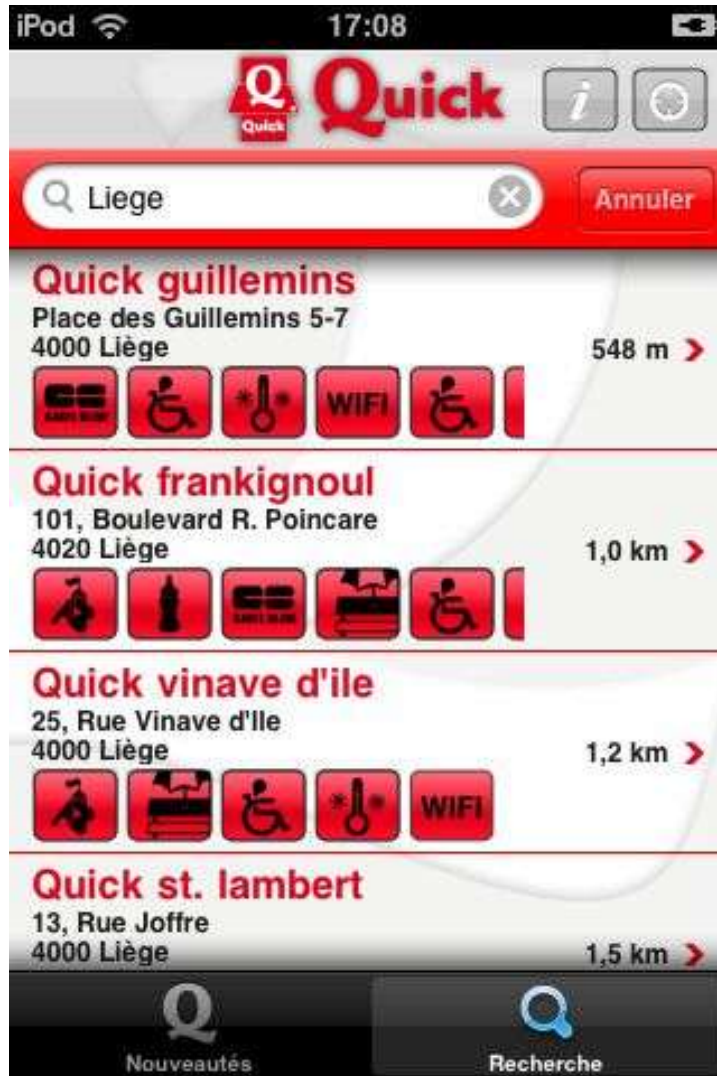 iPod 17:08
Q
Quick
Quick
i
Liege
Annuler
Quick guillemins
Place des Guillemins 5-7
4000 Liège
548 m
WIFI
Quick frankignoul
101, Boulevard R. Poincare
4020 Liège
1,0 km
Quick vinave d'ile
25, Rue Vinave d'Ile
4000 Liège
1,2 km
WIFI
Quick st. lambert
13, Rue Joffre
4000 Liège
1,5 km
Q
Nouveautés
Recherche